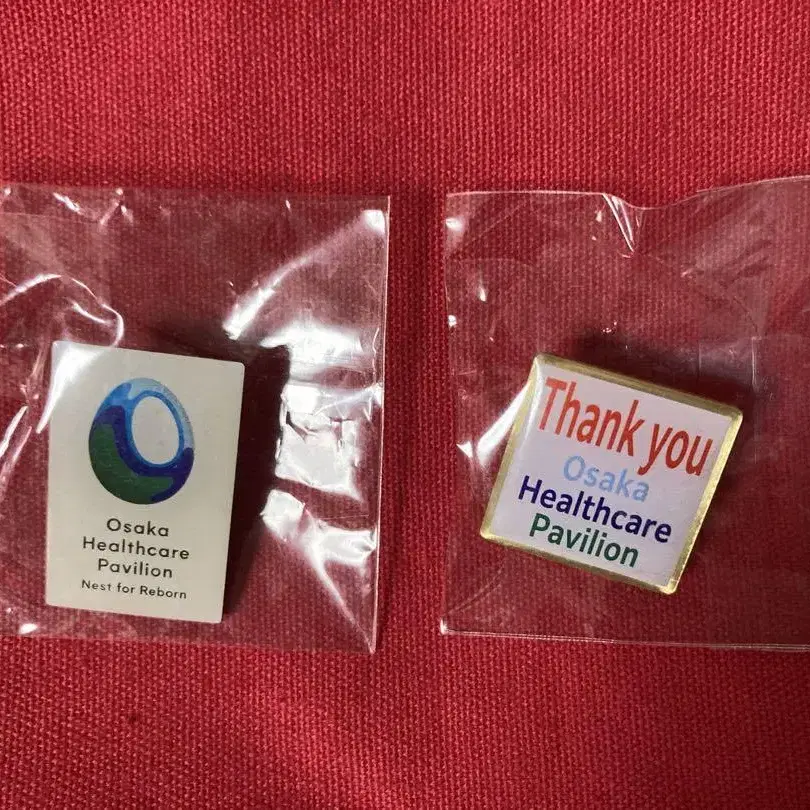 Osaka
Healthcare
Pavilion
Nest for Reborn
Thank you
Osaka
Healthcare
Pavilion